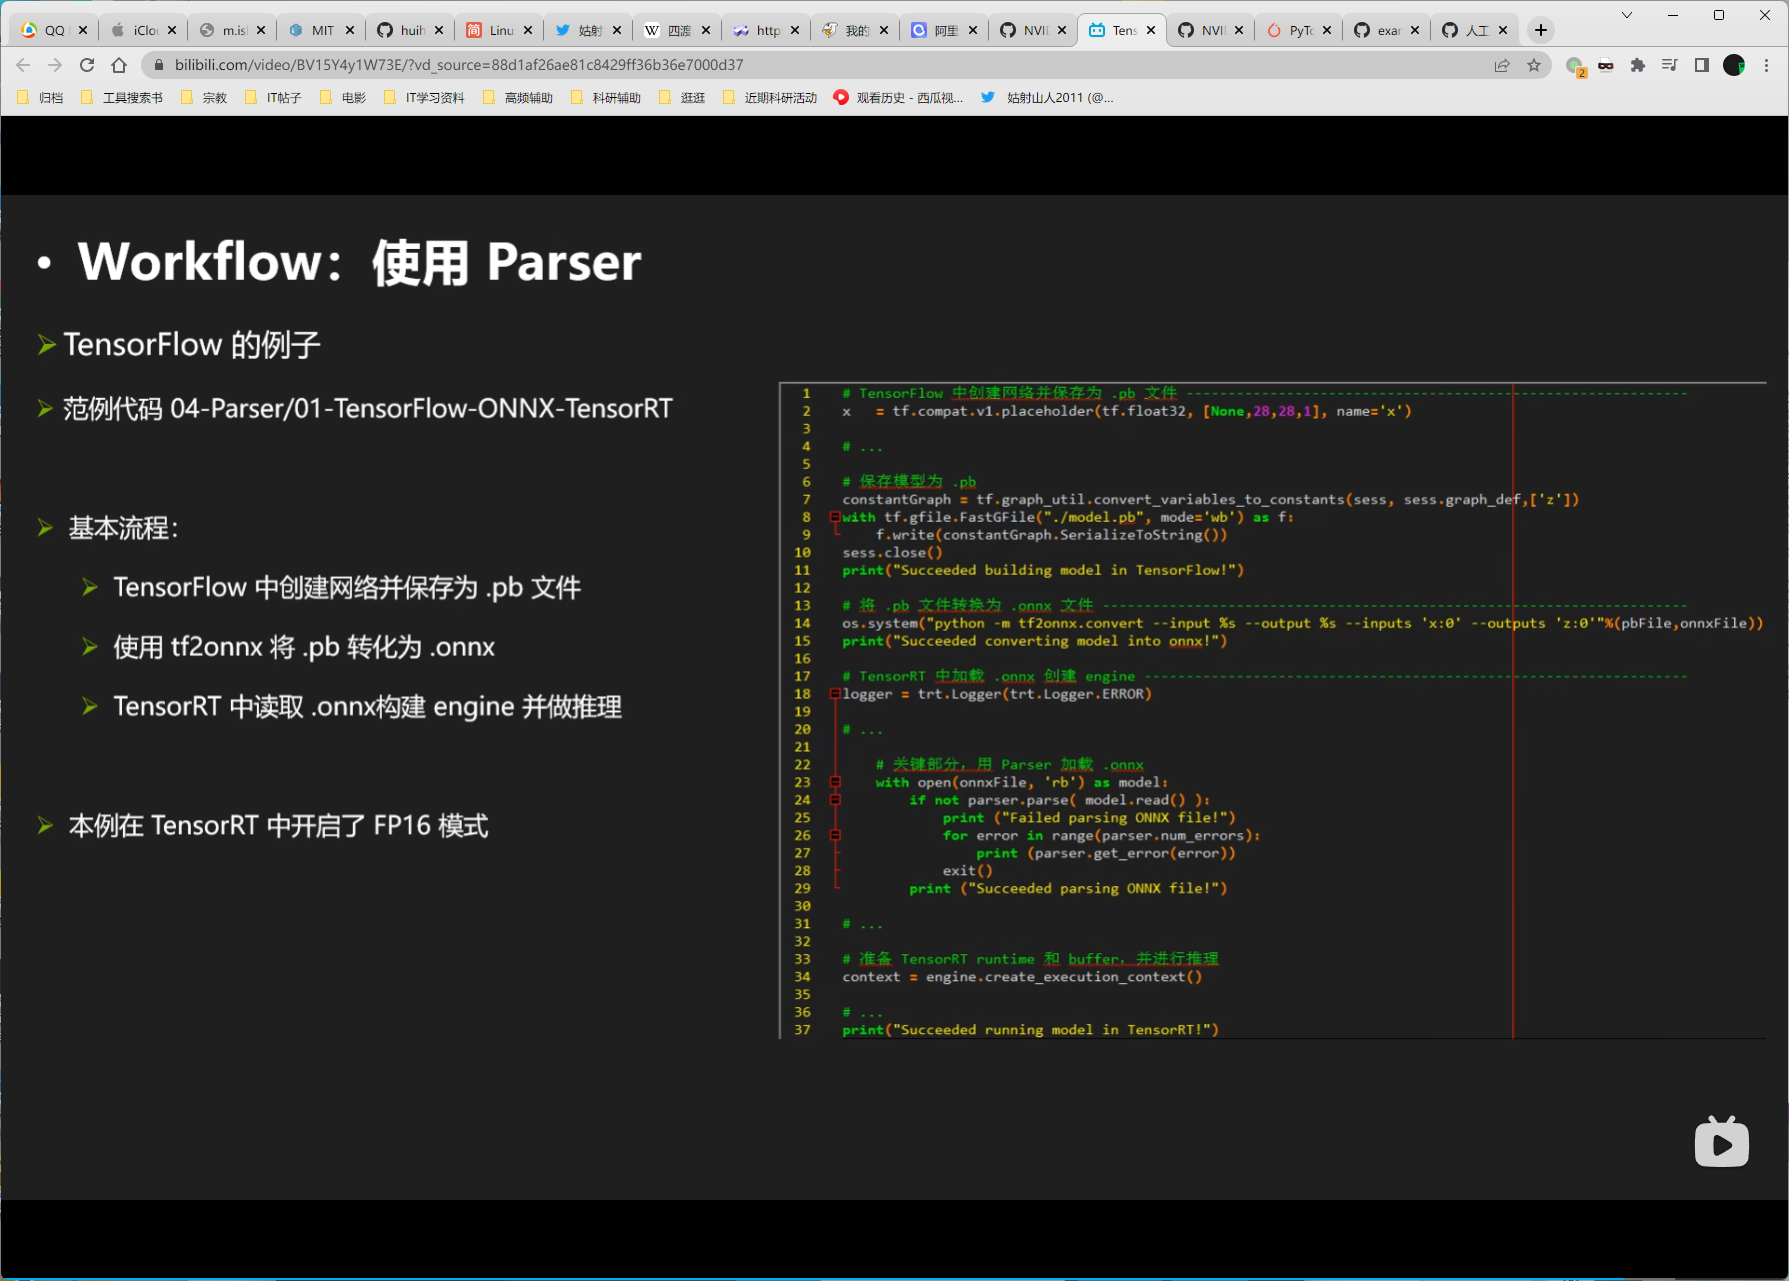 QQ
iClou
m.isl
MIT
huih
Linu
姑射
四渡
http
我的
阿里
NVI
Tens
NVI
PyTo
exar
人工
bilibili.com/video/BV15Y4y1W73E/?vd_source=88d1af26ae81c8429ff36b36e7000d37
2
归档 工具搜索书 宗教 IT帖子 电影 IT学习资料 高频辅助 科研辅助 逛逛 近期科研活动 观看历史 - 西瓜视... 姑射山人2011 (@...
• Workflow：使用 Parser
TensorFlow 的例子
范例代码 04-Parser/01-TensorFlow-ONNX-TensorRT
基本流程：
TensorFlow 中创建网络并保存为 .pb 文件
使用 tf2onnx 将 .pb 转化为 .onnx
TensorRT 中读取 .onnx构建 engine 并做推理
本例在 TensorRT 中开启了 FP16 模式
1 # TensorFlow 中创建网络并保存为 .pb 文件 ------------------------------------------------------------
2 x   = tf.compat.v1.placeholder(tf.float32, [None,28,28,1], name='x')
3
4 # ...
5
6 # 保存模型为 .pb
7 constantGraph = tf.graph_util.convert_variables_to_constants(sess, sess.graph_def,['z'])
8 with tf.gfile.FastGFile("./model.pb", mode='wb') as f:
9     f.write(constantGraph.SerializeToString())
10 sess.close()
11 print("Succeeded building model in TensorFlow!")
12
13 # 将 .pb 文件转换为 .onnx 文件 ----------------------------------------------------------------------
14 os.system("python -m tf2onnx.convert --input %s --output %s --inputs 'x:0' --outputs 'z:0'"%(pbFile,onnxFile))
15 print("Succeeded converting model into onnx!")
16
17 # TensorRT 中加载 .onnx 创建 engine -----------------------------------------------------------------
18 logger = trt.Logger(trt.Logger.ERROR)
19
20 # ...
21
22     # 关键部分，用 Parser 加载 .onnx
23     with open(onnxFile, 'rb') as model:
24         if not parser.parse( model.read() ):
25             print ("Failed parsing ONNX file!")
26             for error in range(parser.num_errors):
27                 print (parser.get_error(error))
28             exit()
29         print ("Succeeded parsing ONNX file!")
30
31 # ...
32
33 # 准备 TensorRT runtime 和 buffer，并进行推理
34 context = engine.create_execution_context()
35
36 # ...
37 print("Succeeded running model in TensorRT!")